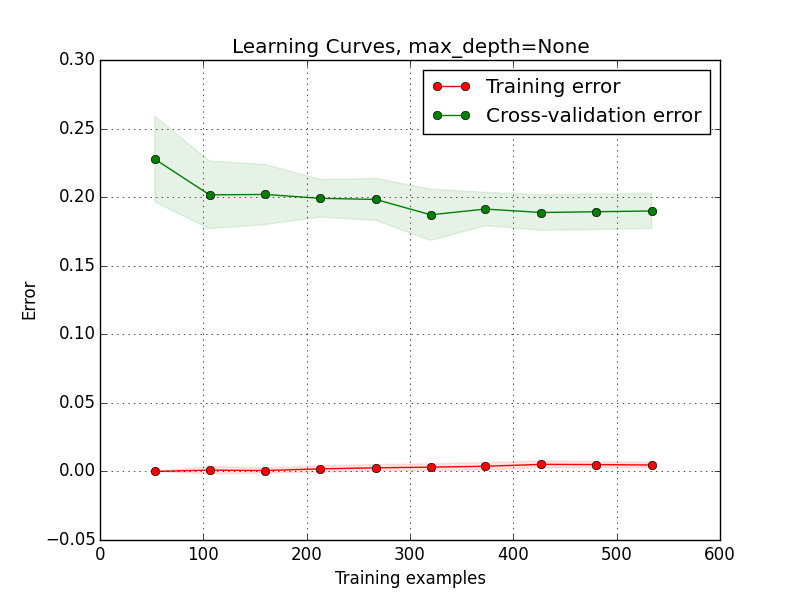 Learning Curves, max_depth=None
Training error
Cross-validation error
0.30
0.25
0.20
0.15
0.10
0.05
0.00
−0.05
Error
0 100 200 300 400 500 600
Training examples